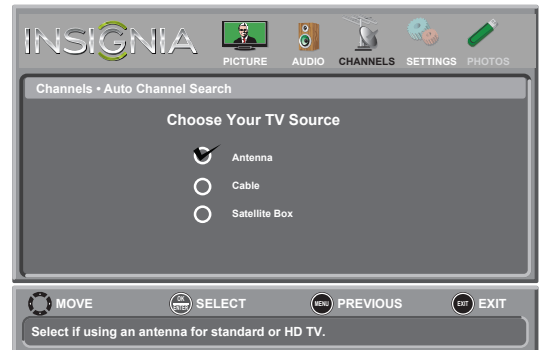 INSIGNIA
PICTURE AUDIO CHANNELS SETTINGS PHOTOS
Channels • Auto Channel Search
Choose Your TV Source
Antenna
Cable
Satellite Box
MOVE OK ENTER SELECT MENU PREVIOUS EXIT EXIT
Select if using an antenna for standard or HD TV.